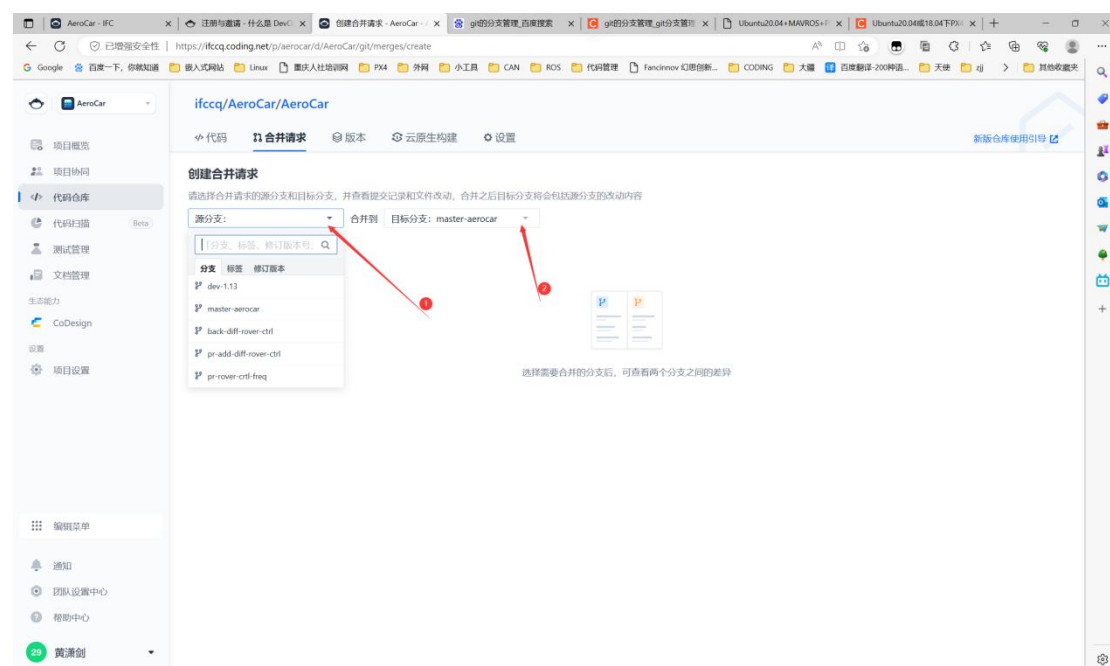 AeroCar - IFC
注册与邀请 - 什么是 DevO
创建合并请求 - AeroCar - /
git的分支管理_百度搜索
git的分支管理_git分支管理
Ubuntu20.04+MAVROS+P
Ubuntu20.04或18.04下PX4
已增强安全性
https://ifccq.coding.net/p/aerocar/d/AeroCar/git/merges/create
Google
百度一下，你就知道
嵌入式网站
Linux
重庆人社培训网
PX4
外网
小工具
CAN
ROS
代码管理
Fancinnov 幻思创新...
CODING
大疆
百度翻译-200种语...
天使
zjj
其他收藏夹
AeroCar
ifccq/AeroCar/AeroCar
代码
合并请求
版本
云原生构建
设置
新版仓库使用引导
项目概览
项目协同
代码仓库
代码扫描
Beta
测试管理
文档管理
生态能力
CoDesign
设置
项目设置
创建合并请求
请选择合并请求的源分支和目标分支，并查看提交记录和文件改动，合并之后目标分支将会包括源分支的改动内容
源分支：
合并到
目标分支：master-aerocar
分支、标签、修订版本号
分支 标签 修订版本
dev-1.13
master-aerocar
back-diff-rover-ctrl
pr-add-diff-rover-ctrl
pr-rover-crtl-freq
1
2
选择需要合并的分支后，可查看两个分支之间的差异
编辑菜单
通知
团队设置中心
帮助中心
29
黄潇剑